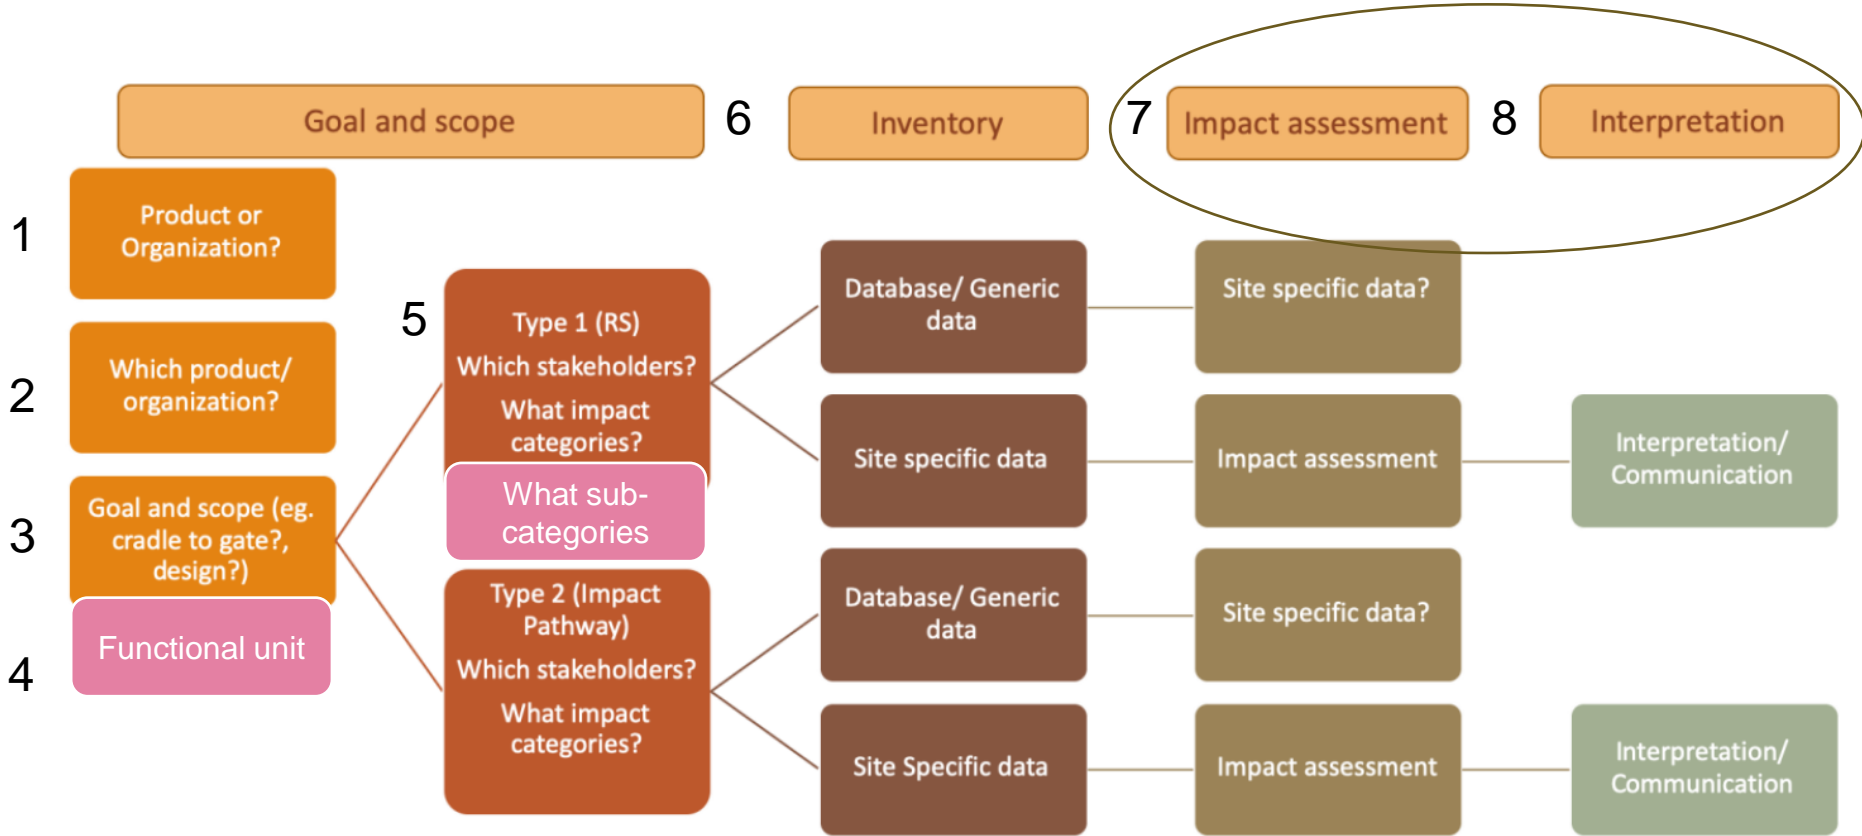 Goal and scope
6
Inventory
7
Impact assessment
8
Interpretation
1
Product or
Organization?
2
Which product/
organization?
3
Goal and scope (eg.
cradle to gate?,
design?)
4
Functional unit
5
Type 1 (RS)
Which stakeholders?
What impact
categories?
What sub-
categories
Type 2 (Impact
Pathway)
Which stakeholders?
What impact
categories?
Database/ Generic
data
Site specific data?
Site specific data
Impact assessment
Interpretation/
Communication
Database/ Generic
data
Site specific data?
Site Specific data
Impact assessment
Interpretation/
Communication